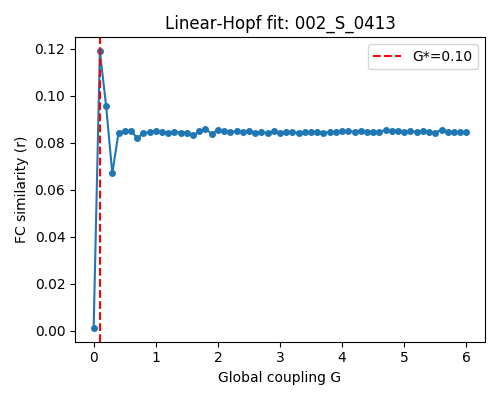 Linear-Hopf fit: 002_S_0413
G*=0.10
FC similarity (r)
0.12
0.10
0.08
0.06
0.04
0.02
0.00
0 1 2 3 4 5 6
Global coupling G